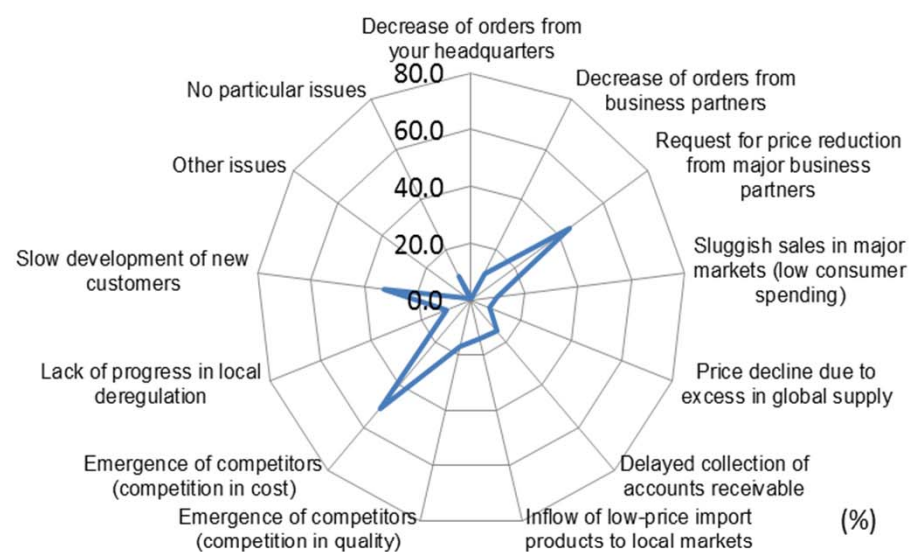 Decrease of orders from
your headquarters
80.0
60.0
40.0
20.0
0.0
Decrease of orders from
business partners
Request for price reduction
from major business
partners
Sluggish sales in major
markets (low consumer
spending)
Price decline due to
excess in global supply
Delayed collection of
accounts receivable
Inflow of low-price import
products to local markets
Emergence of competitors
(competition in quality)
Emergence of competitors
(competition in cost)
Lack of progress in local
deregulation
Slow development of new
customers
Other issues
No particular issues
(%)